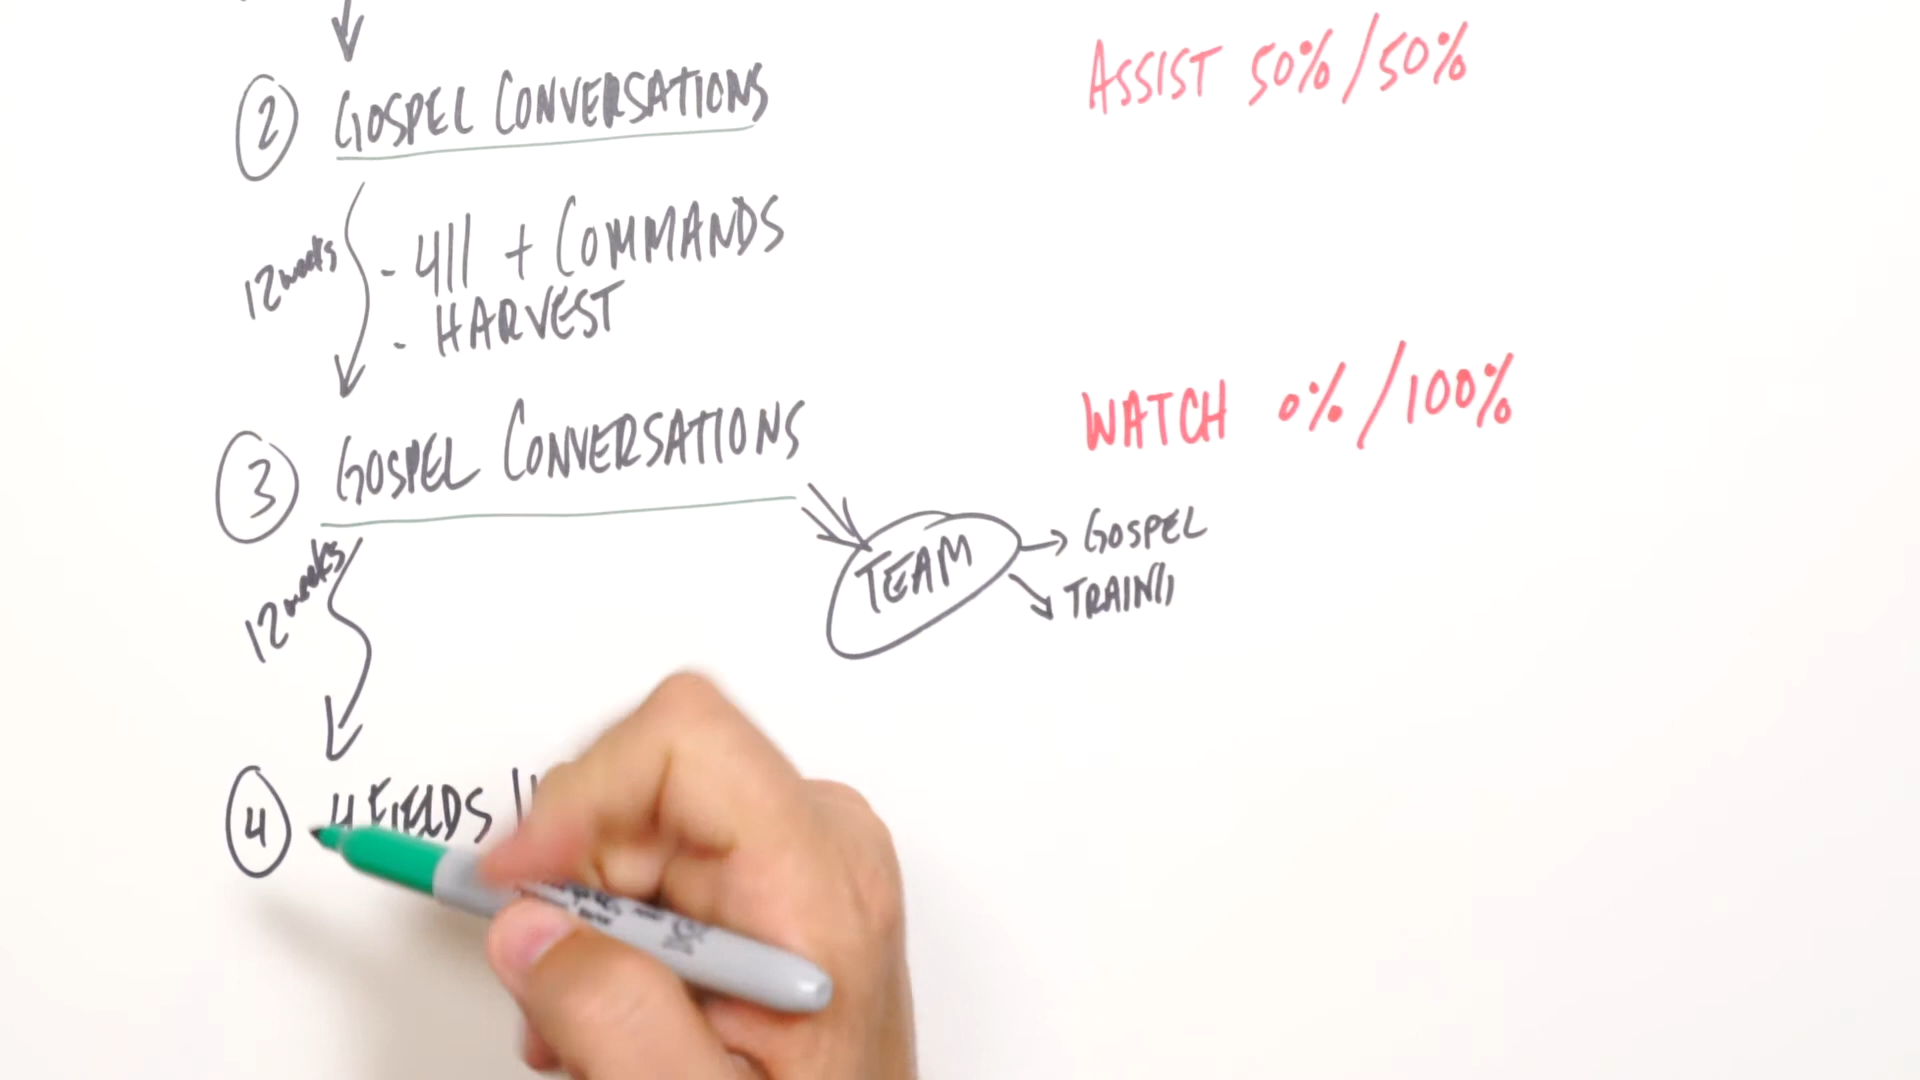 ② GOSPEL CONVERSATIONS
ASSIST 50%/50%
12 weeks
- 411 + COMMANDS
- HARVEST
③ GOSPEL CONVERSATIONS
WATCH 0%/100%
TEAM
→ GOSPEL
TRAIN
12 weeks
④ 4 FIELDS